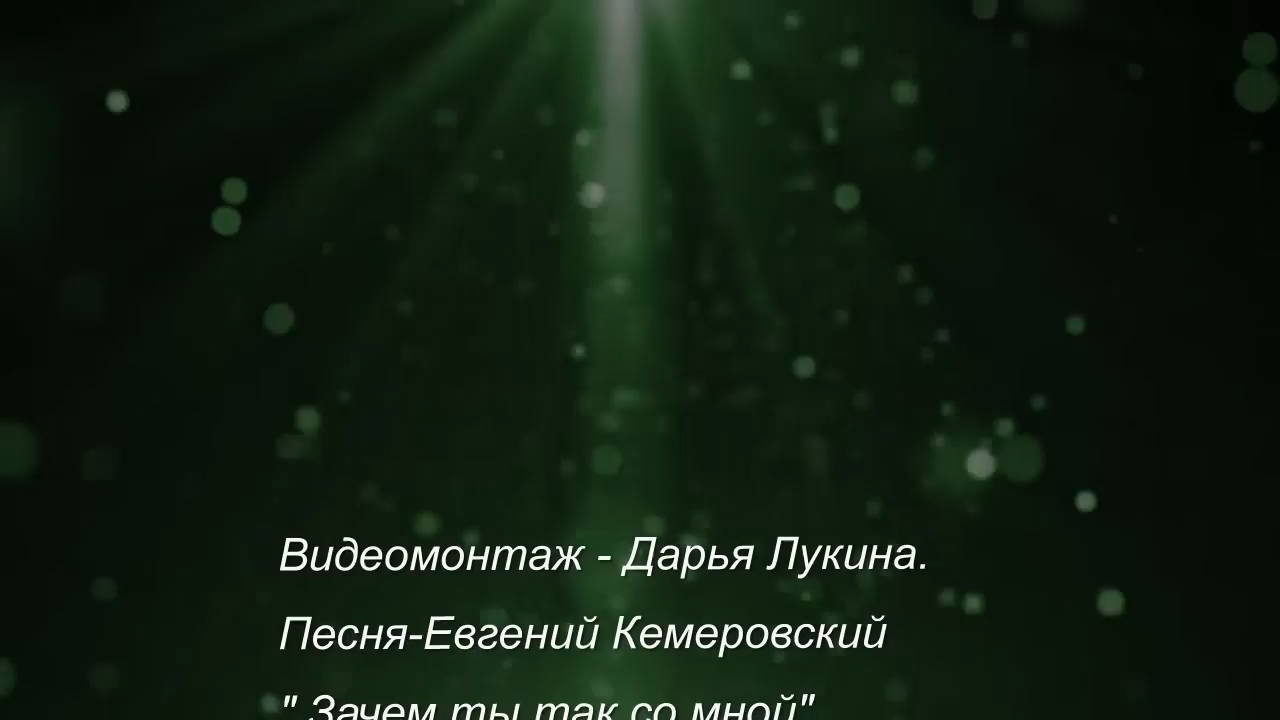 Видеомонтаж - Дарья Лукина.
Песня-Евгений Кемеровский
" Зачем ты так со мной"